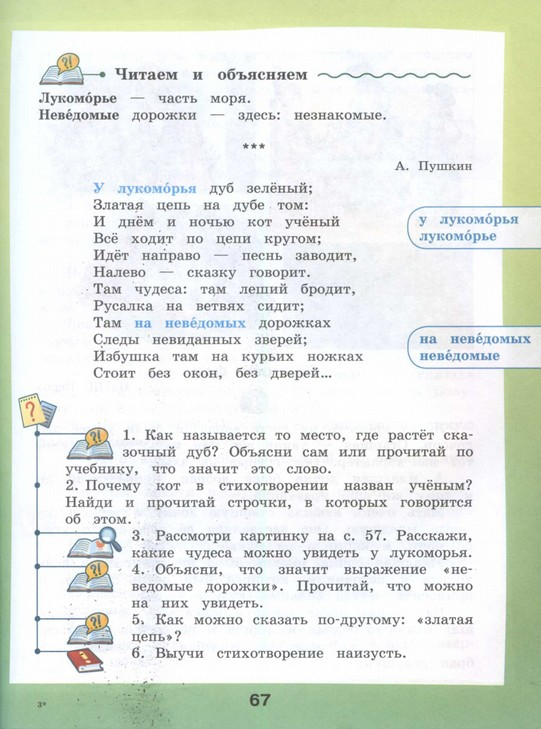 Читаем и объясняем
Лукомо́рье — часть моря.
Неве́домые дорожки — здесь: незнакомые.
***
А. Пушкин
У лукомо́рья дуб зелёный;
Златая цепь на дубе том:
И днём и ночью кот учёный
Всё ходит по цепи кругом;
Идёт направо — песнь заводит,
Налево — сказку говорит.
Там чудеса: там леший бродит,
Русалка на ветвях сидит;
Там на неве́домых дорожках
Следы невиданных зверей;
Избушка там на курьих ножках
Стоит без окон, без дверей...
у лукомо́рья
лукомо́рье
на неве́домых
неве́домые
1. Как называется то место, где растёт ска-
зочный дуб? Объясни сам или прочитай по
учебнику, что значит это слово.
2. Почему кот в стихотворении назван учёным?
Найди и прочитай строчки, в которых говорится
об этом.
3. Рассмотри картинку на с. 57. Расскажи,
какие чудеса можно увидеть у лукоморья.
4. Объясни, что значит выражение «не-
ведомые дорожки». Прочитай, что можно
на них увидеть.
5. Как можно сказать по-другому: «златая
цепь»?
6. Выучи стихотворение наизусть.
67
3*